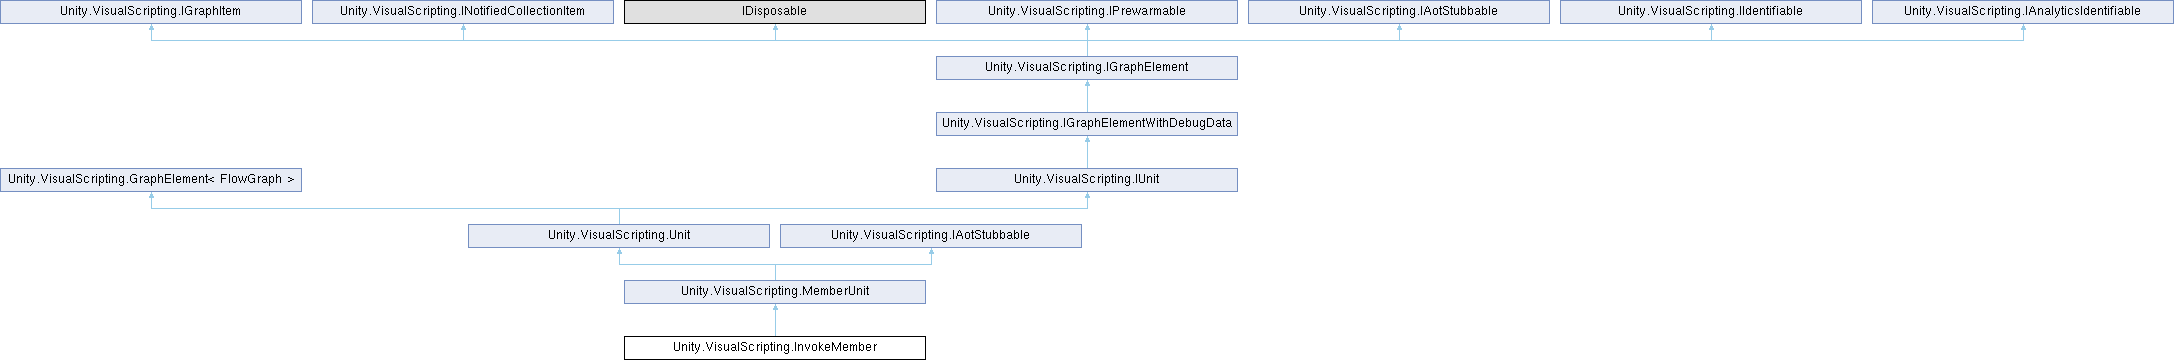 Unity.VisualScripting.IGraphItem
Unity.VisualScripting.INotifiedCollectionItem
IDisposable
Unity.VisualScripting.IPrewarmable
Unity.VisualScripting.IAotStubbable
Unity.VisualScripting.IIdentifiable
Unity.VisualScripting.IAnalyticsIdentifiable
Unity.VisualScripting.IGraphElement
Unity.VisualScripting.IGraphElementWithDebugData
Unity.VisualScripting.GraphElement< FlowGraph >
Unity.VisualScripting.IUnit
Unity.VisualScripting.Unit
Unity.VisualScripting.IAotStubbable
Unity.VisualScripting.MemberUnit
Unity.VisualScripting.InvokeMember